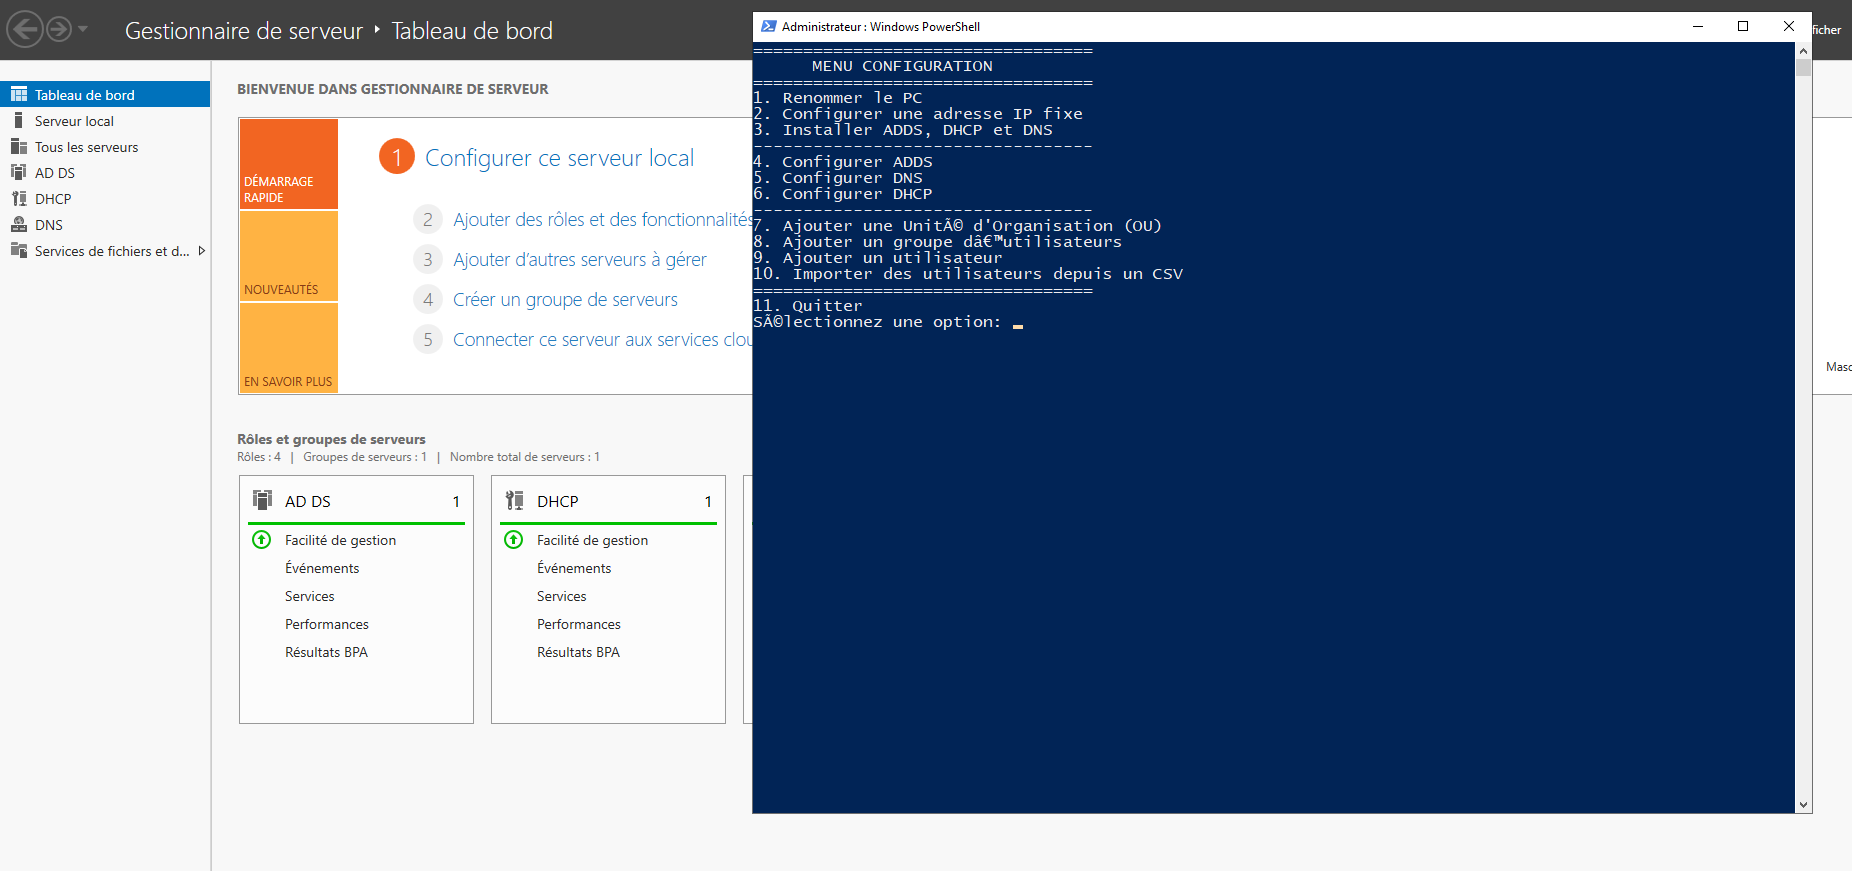 Gestionnaire de serveur ‣ Tableau de bord
Tableau de bord
Serveur local
Tous les serveurs
AD DS
DHCP
DNS
Services de fichiers et d...
BIENVENUE DANS GESTIONNAIRE DE SERVEUR
DÉMARRAGE
RAPIDE
NOUVEAUTÉS
EN SAVOIR PLUS
1 Configurer ce serveur local
2 Ajouter des rôles et des fonctionnalités
3 Ajouter d'autres serveurs à gérer
4 Créer un groupe de serveurs
5 Connecter ce serveur aux services clou
Rôles et groupes de serveurs
Rôles : 4 | Groupes de serveurs : 1 | Nombre total de serveurs : 1
AD DS 1
Facilité de gestion
Événements
Services
Performances
Résultats BPA
DHCP 1
Facilité de gestion
Événements
Services
Performances
Résultats BPA
Administrateur : Windows PowerShell
==================================
MENU CONFIGURATION
==================================
1. Renommer le PC
2. Configurer une adresse IP fixe
3. Installer ADDS, DHCP et DNS
----------------------------------
4. Configurer ADDS
5. Configurer DNS
6. Configurer DHCP
----------------------------------
7. Ajouter une UnitÃ© d'Organisation (OU)
8. Ajouter un groupe dâ€™utilisateurs
9. Ajouter un utilisateur
10. Importer des utilisateurs depuis un CSV
==================================
11. Quitter
SÃ©lectionnez une option:
ficher
Masc